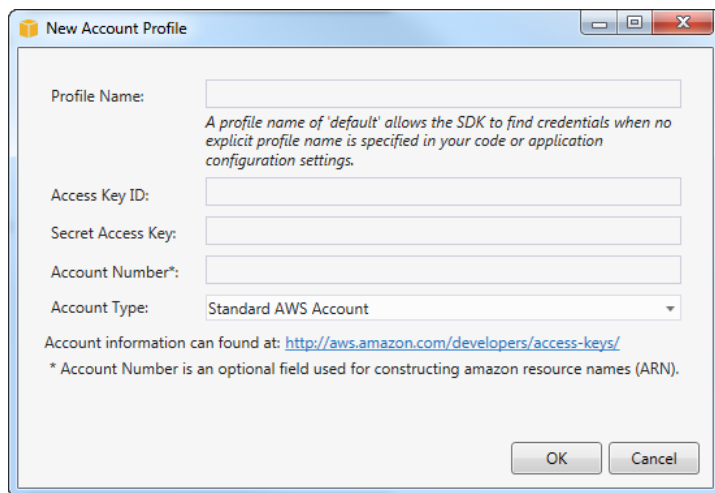 New Account Profile
Profile Name:
A profile name of 'default' allows the SDK to find credentials when no
explicit profile name is specified in your code or application
configuration settings.
Access Key ID:
Secret Access Key:
Account Number*:
Account Type: Standard AWS Account
Account information can found at: http://aws.amazon.com/developers/access-keys/
* Account Number is an optional field used for constructing amazon resource names (ARN).
OK Cancel